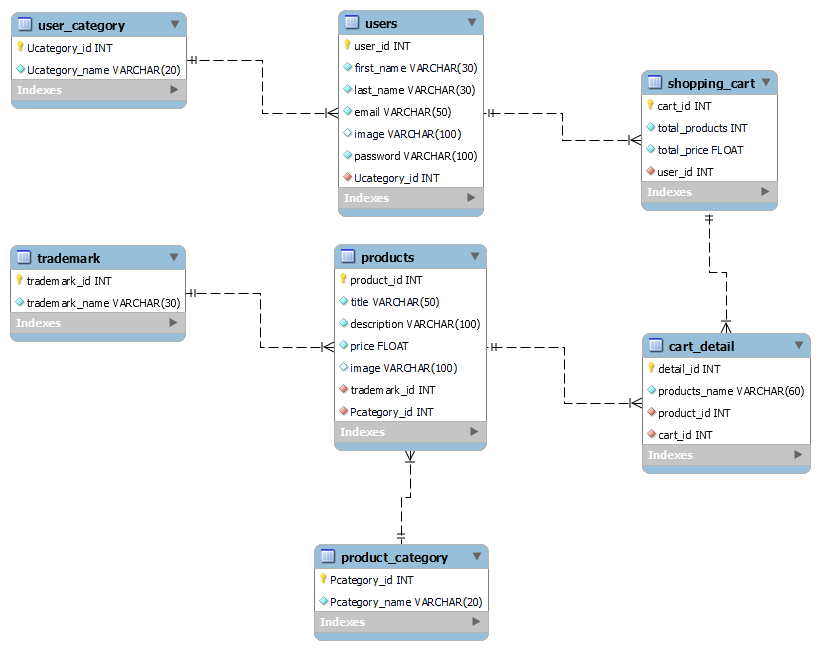 user_category
Ucategory_id INT
Ucategory_name VARCHAR(20)
Indexes
users
user_id INT
first_name VARCHAR(30)
last_name VARCHAR(30)
email VARCHAR(50)
image VARCHAR(100)
password VARCHAR(100)
Ucategory_id INT
Indexes
shopping_cart
cart_id INT
total_products INT
total_price FLOAT
user_id INT
Indexes
trademark
trademark_id INT
trademark_name VARCHAR(30)
Indexes
products
product_id INT
title VARCHAR(50)
description VARCHAR(100)
price FLOAT
image VARCHAR(100)
trademark_id INT
Pcategory_id INT
Indexes
cart_detail
detail_id INT
products_name VARCHAR(60)
product_id INT
cart_id INT
Indexes
product_category
Pcategory_id INT
Pcategory_name VARCHAR(20)
Indexes